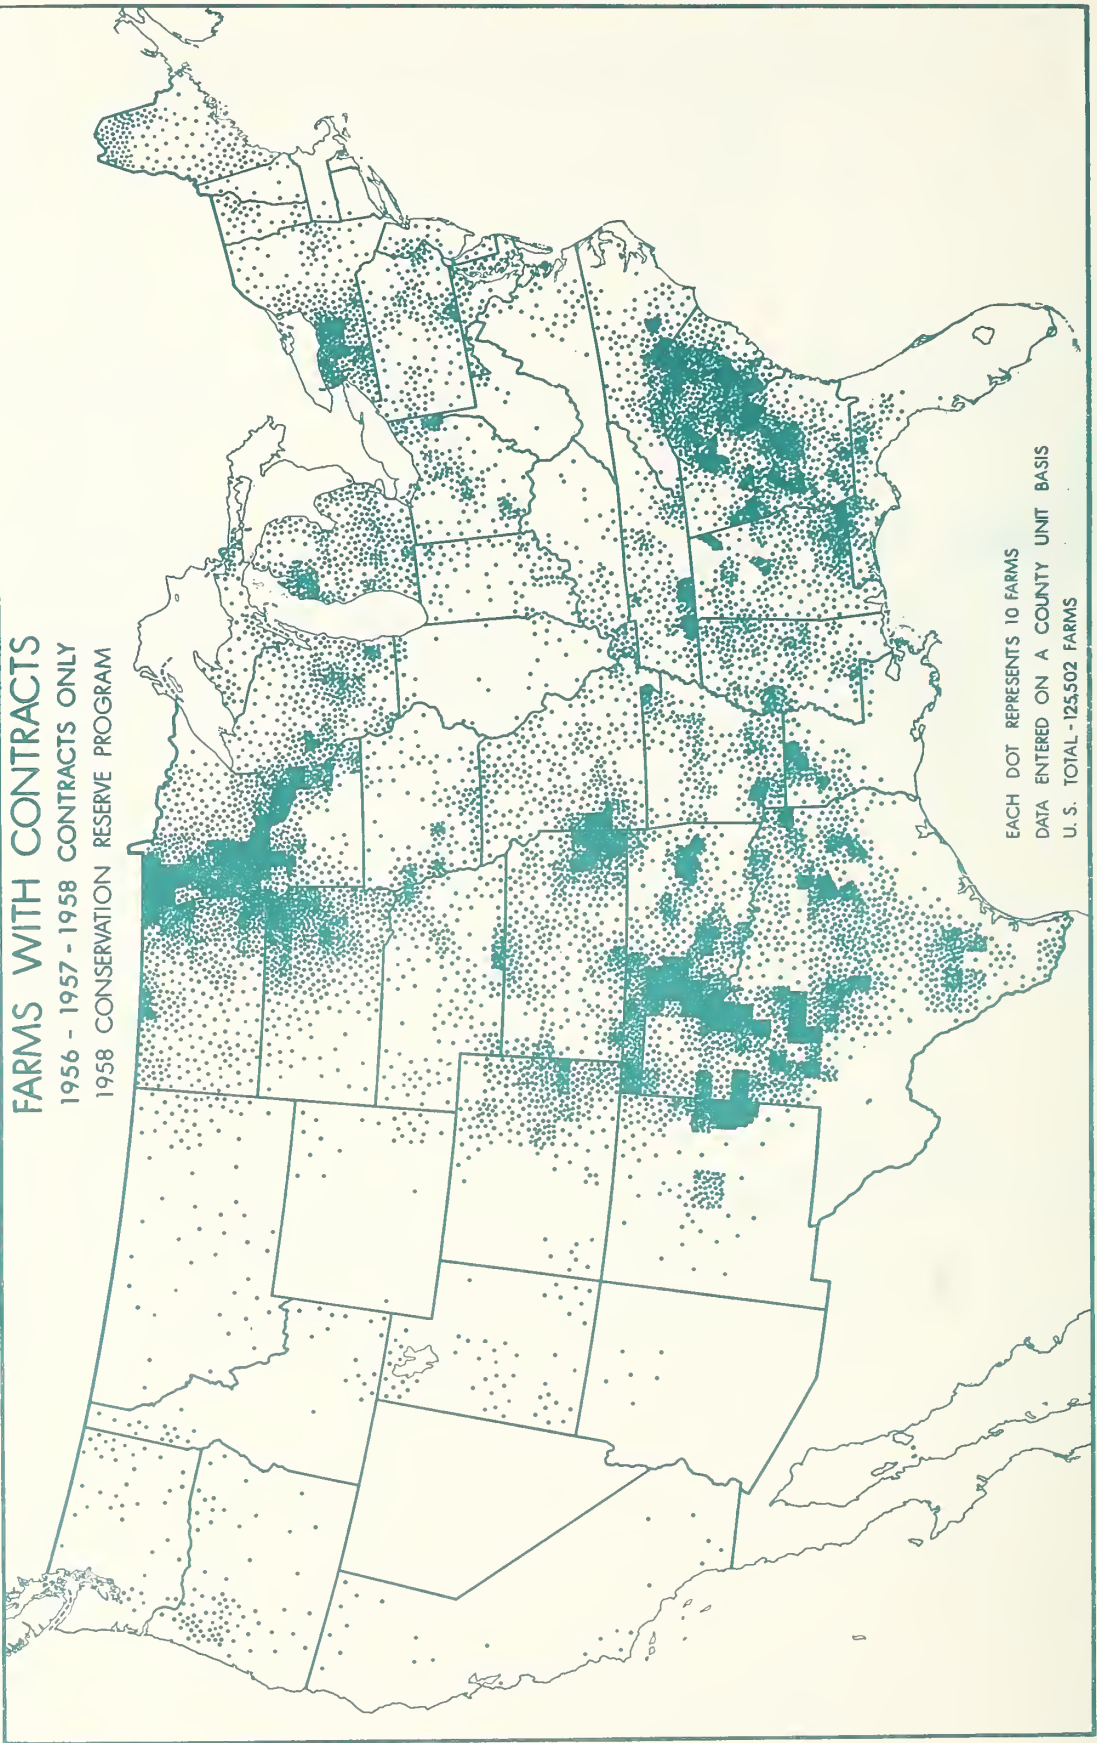 FARMS WITH CONTRACTS
1956 - 1957 - 1958 CONTRACTS ONLY
1958 CONSERVATION RESERVE PROGRAM
EACH DOT REPRESENTS 10 FARMS
DATA ENTERED ON A COUNTY UNIT BASIS
U. S. TOTAL - 125,502 FARMS